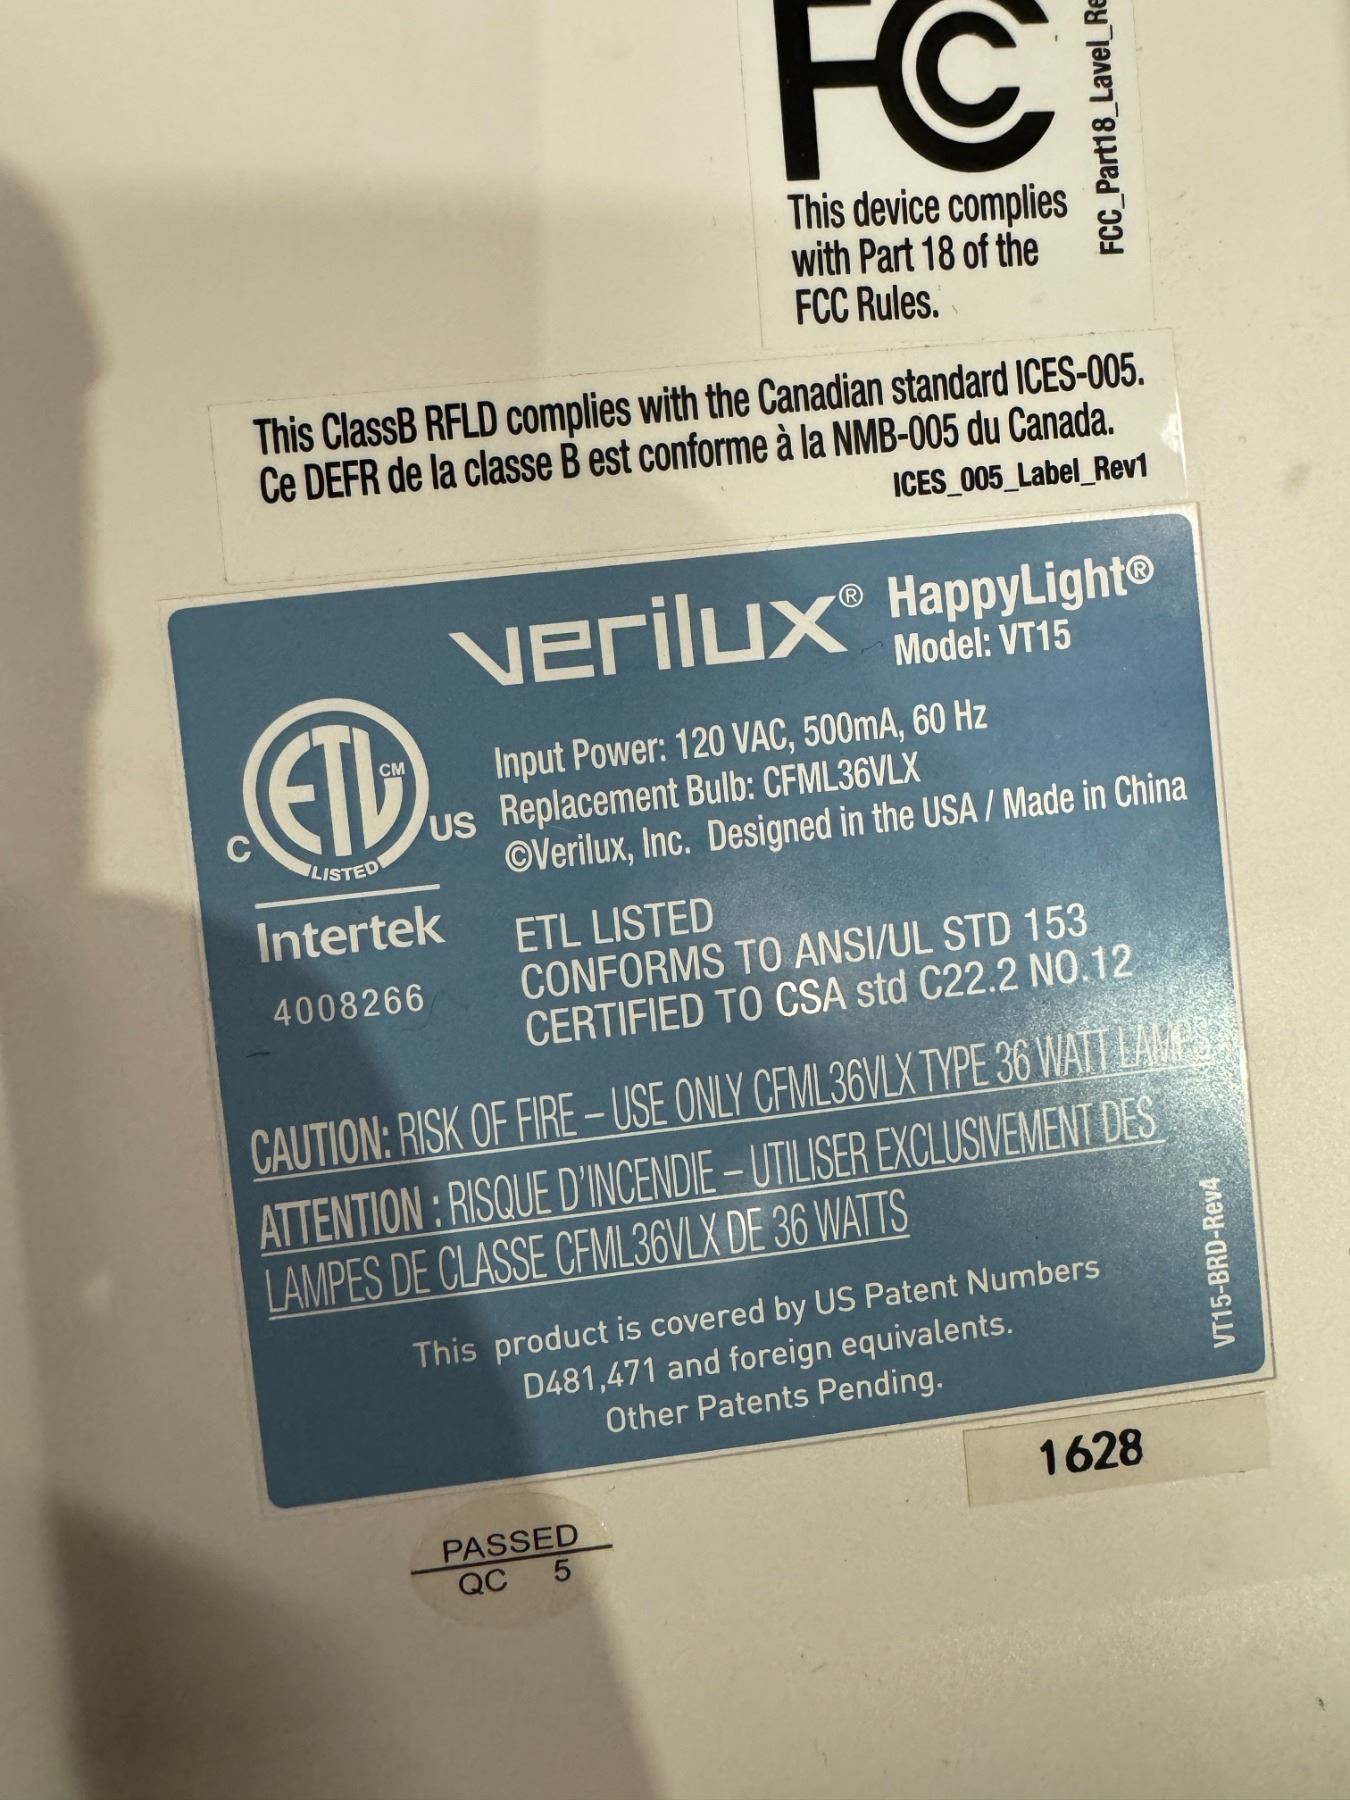 FC
This device complies
with Part 18 of the
FCC Rules.
FCC_Part18_Lavel_Re
This ClassB RFLD complies with the Canadian standard ICES-005.
Ce DEFR de la classe B est conforme à la NMB-005 du Canada.
ICES_005_Label_Rev1
verilux® HappyLight®
Model: VT15
Input Power: 120 VAC, 500mA, 60 Hz
Replacement Bulb: CFML36VLX
©Verilux, Inc. Designed in the USA / Made in China
C ETL CM US
LISTED
Intertek
4008266
ETL LISTED
CONFORMS TO ANSI/UL STD 153
CERTIFIED TO CSA std C22.2 NO.12
CAUTION: RISK OF FIRE – USE ONLY CFML36VLX TYPE 36 WATT LAMPS
ATTENTION : RISQUE D'INCENDIE – UTILISER EXCLUSIVEMENT DES
LAMPES DE CLASSE CFML36VLX DE 36 WATTS
This product is covered by US Patent Numbers
D481,471 and foreign equivalents.
Other Patents Pending.
VT15-BRD-Rev4
1628
PASSED
QC 5